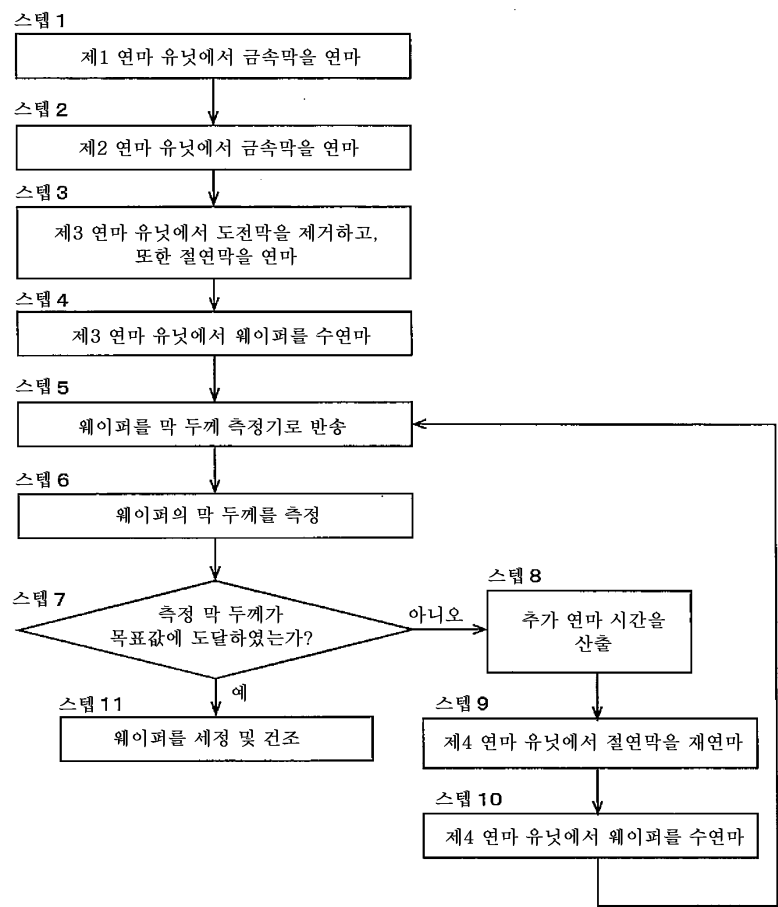 스텝 1
제1 연마 유닛에서 금속막을 연마
스텝 2
제2 연마 유닛에서 금속막을 연마
스텝 3
제3 연마 유닛에서 도전막을 제거하고,
또한 절연막을 연마
스텝 4
제3 연마 유닛에서 웨이퍼를 수연마
스텝 5
웨이퍼를 막 두께 측정기로 반송
스텝 6
웨이퍼의 막 두께를 측정
스텝 7
측정 막 두께가
목표값에 도달하였는가?
아니오
예
스텝 8
추가 연마 시간을
산출
스텝 9
제4 연마 유닛에서 절연막을 재연마
스텝 10
제4 연마 유닛에서 웨이퍼를 수연마
스텝 11
웨이퍼를 세정 및 건조